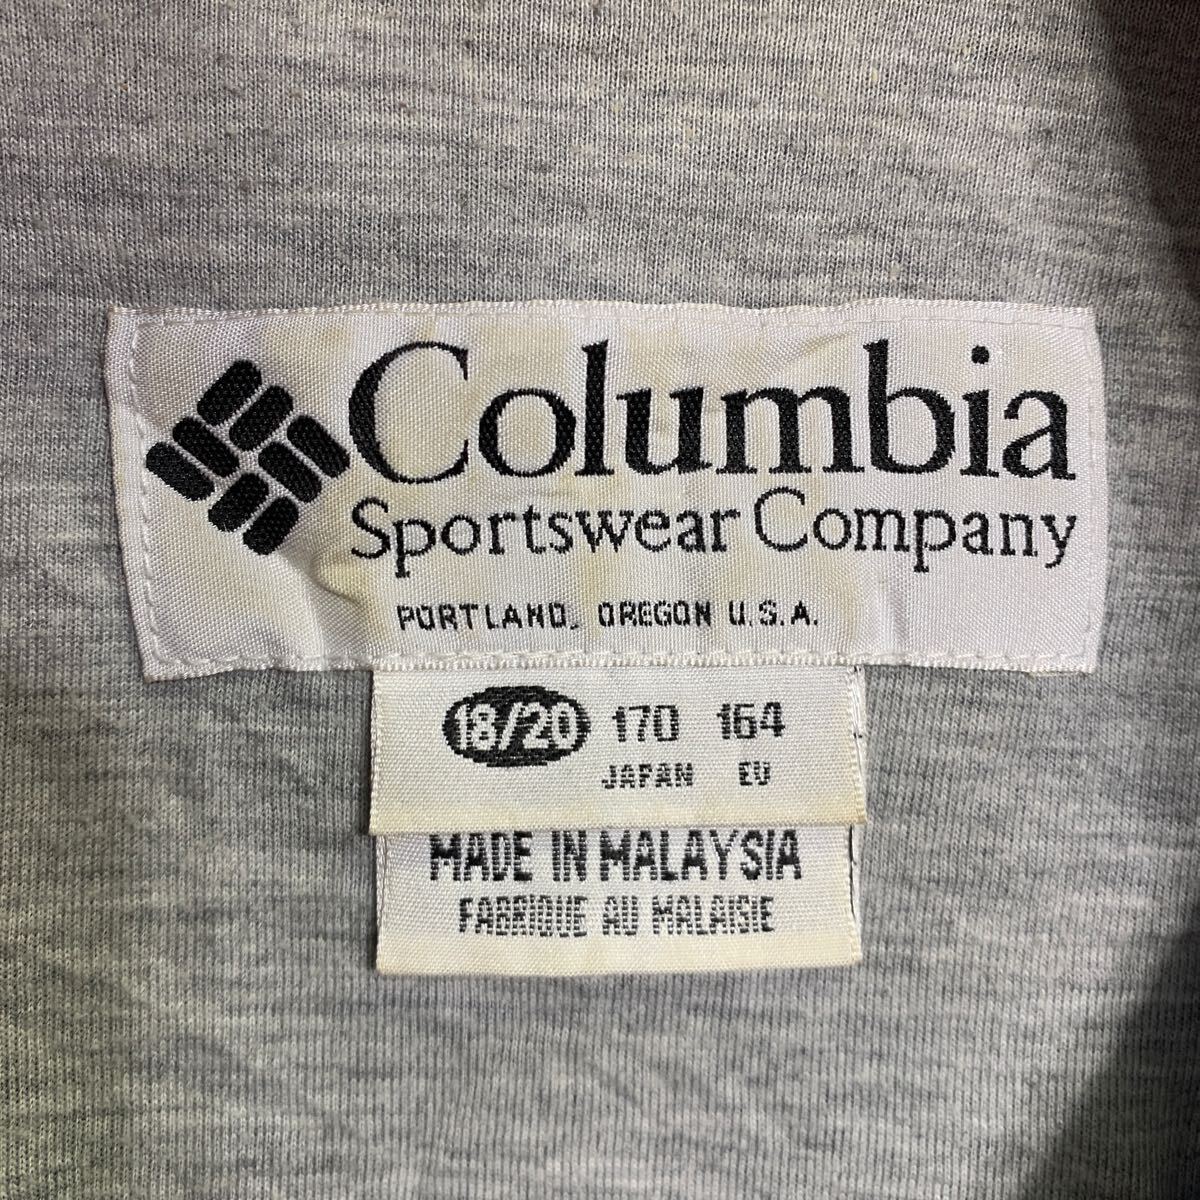 Columbia
Sportswear Company
PORTLAND, OREGON U.S.A.
18/20 170 164
JAPAN EU
MADE IN MALAYSIA
FABRIQUE AU MALAISIE